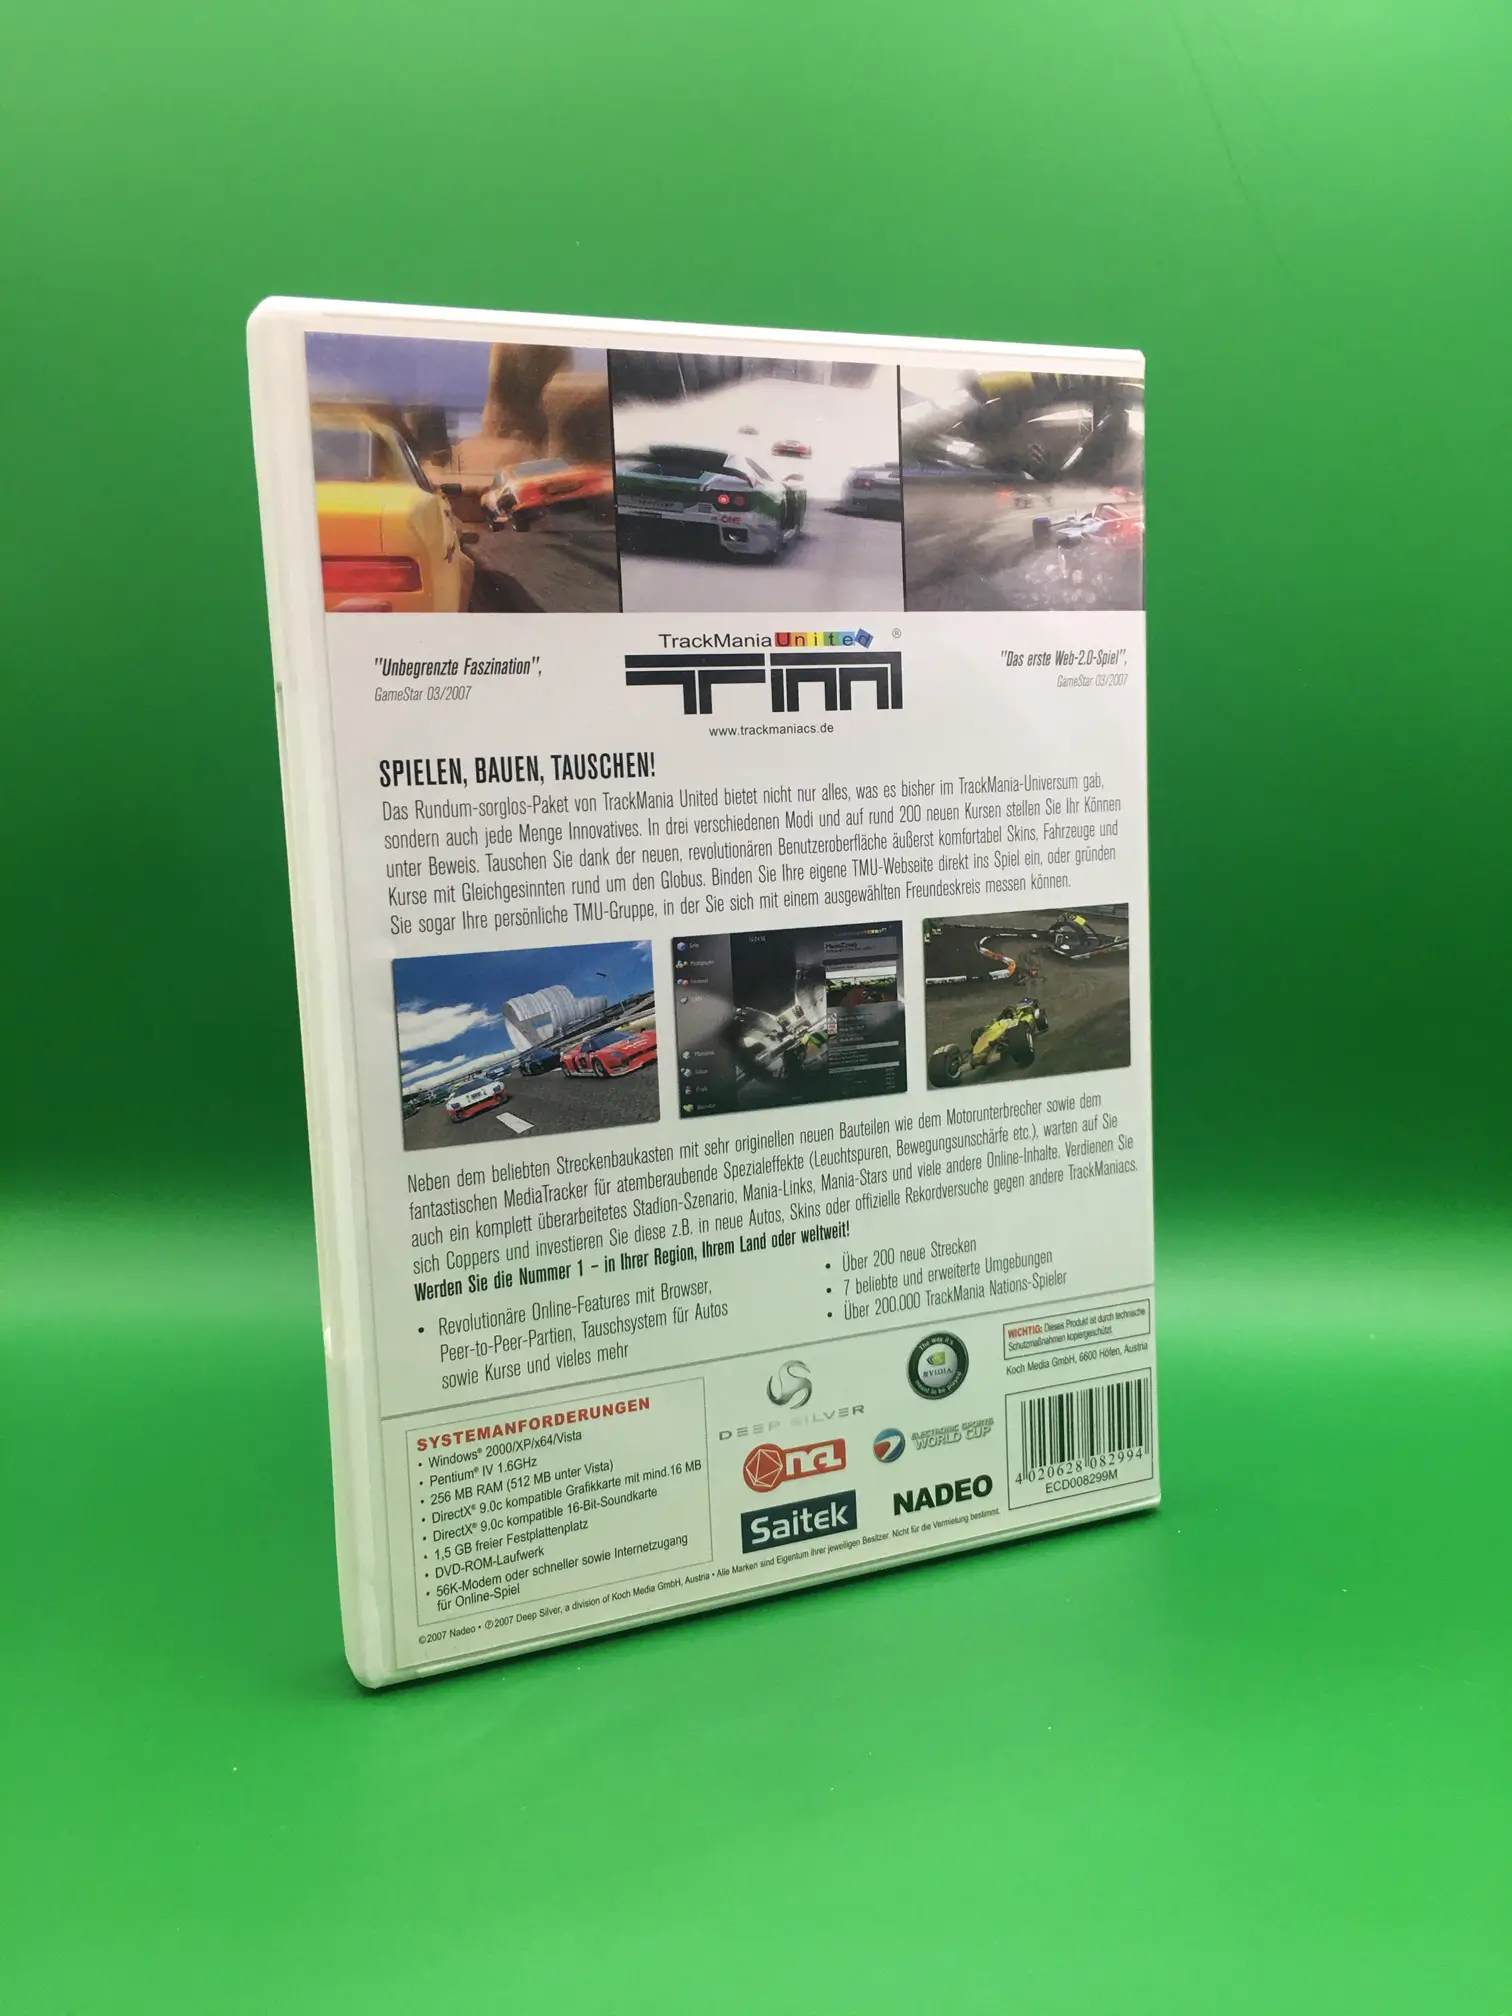 TrackMania United ®
TM
www.trackmaniacs.de
"Unbegrenzte Faszination",
GameStar 03/2007
"Das erste Web-2.0-Spiel",
GameStar 03/2007
SPIELEN, BAUEN, TAUSCHEN!
Das Rundum-sorglos-Paket von TrackMania United bietet nicht nur alles, was es bisher im TrackMania-Universum gab,
sondern auch jede Menge Innovatives. In drei verschiedenen Modi und auf rund 200 neuen Kursen stellen Sie Ihr Können
unter Beweis. Tauschen Sie dank der neuen, revolutionären Benutzeroberfläche äußerst komfortabel Skins, Fahrzeuge und
Kurse mit Gleichgesinnten rund um den Globus. Binden Sie Ihre eigene TMU-Webseite direkt ins Spiel ein, oder gründen
Sie sogar Ihre persönliche TMU-Gruppe, in der Sie sich mit einem ausgewählten Freundeskreis messen können.
Neben dem beliebten Streckenbaukasten mit sehr originellen neuen Bauteilen wie dem Motorunterbrecher sowie dem
fantastischen MediaTracker für atemberaubende Spezialeffekte (Leuchtspuren, Bewegungsunschärfe etc.), warten auf Sie
auch ein komplett überarbeitetes Stadion-Szenario, Mania-Links, Mania-Stars und viele andere Online-Inhalte. Verdienen Sie
sich Coppers und investieren Sie diese z.B. in neue Autos, Skins oder offizielle Rekordversuche gegen andere TrackManiacs.
Werden Sie die Nummer 1 – in Ihrer Region, Ihrem Land oder weltweit!
• Revolutionäre Online-Features mit Browser,
Peer-to-Peer-Partien, Tauschsystem für Autos
sowie Kurse und vieles mehr
• Über 200 neue Strecken
• 7 beliebte und erweiterte Umgebungen
• Über 200.000 TrackMania Nations-Spieler
SYSTEMANFORDERUNGEN
• Windows® 2000/XP/x64/Vista
• Pentium® IV 1.6GHz
• 256 MB RAM (512 MB unter Vista)
• DirectX® 9.0c kompatible Grafikkarte mit mind.16 MB
• DirectX® 9.0c kompatible 16-Bit-Soundkarte
• 1,5 GB freier Festplattenplatz
• DVD-ROM-Laufwerk
• 56K-Modem oder schneller sowie Internetzugang
für Online-Spiel
DEEP SILVER
The way it's
NVIDIA
meant to be played
ncl
ELECTRONIC SPORTS
WORLD CUP
Saitek
NADEO
WICHTIG: Dieses Produkt ist durch technische
Schutzmaßnahmen kopiergeschützt.
Koch Media GmbH, 6600 Höfen, Austria
4 020628 082994
ECD008299M
©2007 Nadeo • ℗2007 Deep Silver, a division of Koch Media GmbH, Austria • Alle Marken sind Eigentum ihrer jeweiligen Besitzer. Nicht für die Vermietung bestimmt.